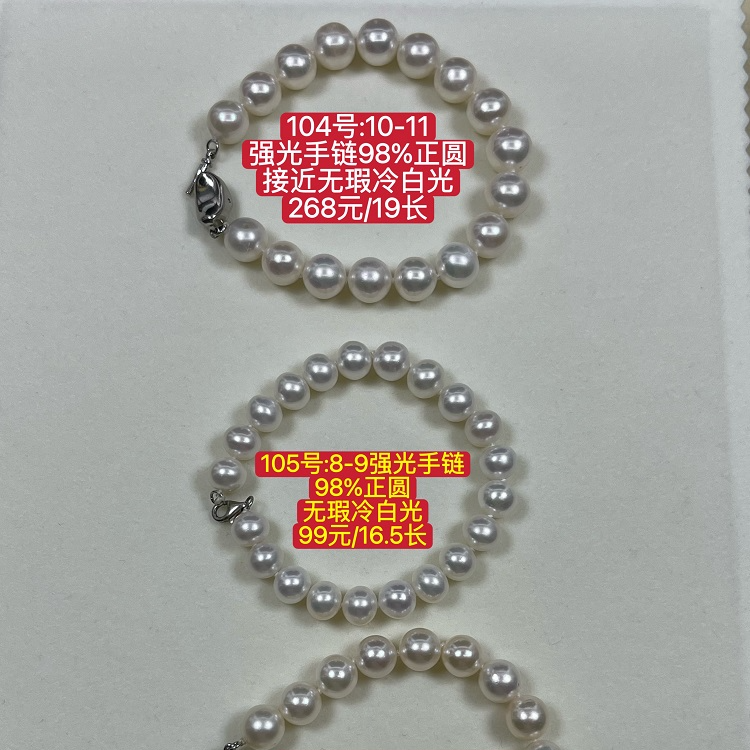 104号:10-11
强光手链98%正圆
接近无瑕冷白光
268元/19长
105号:8-9强光手链
98%正圆
无瑕冷白光
99元/16.5长